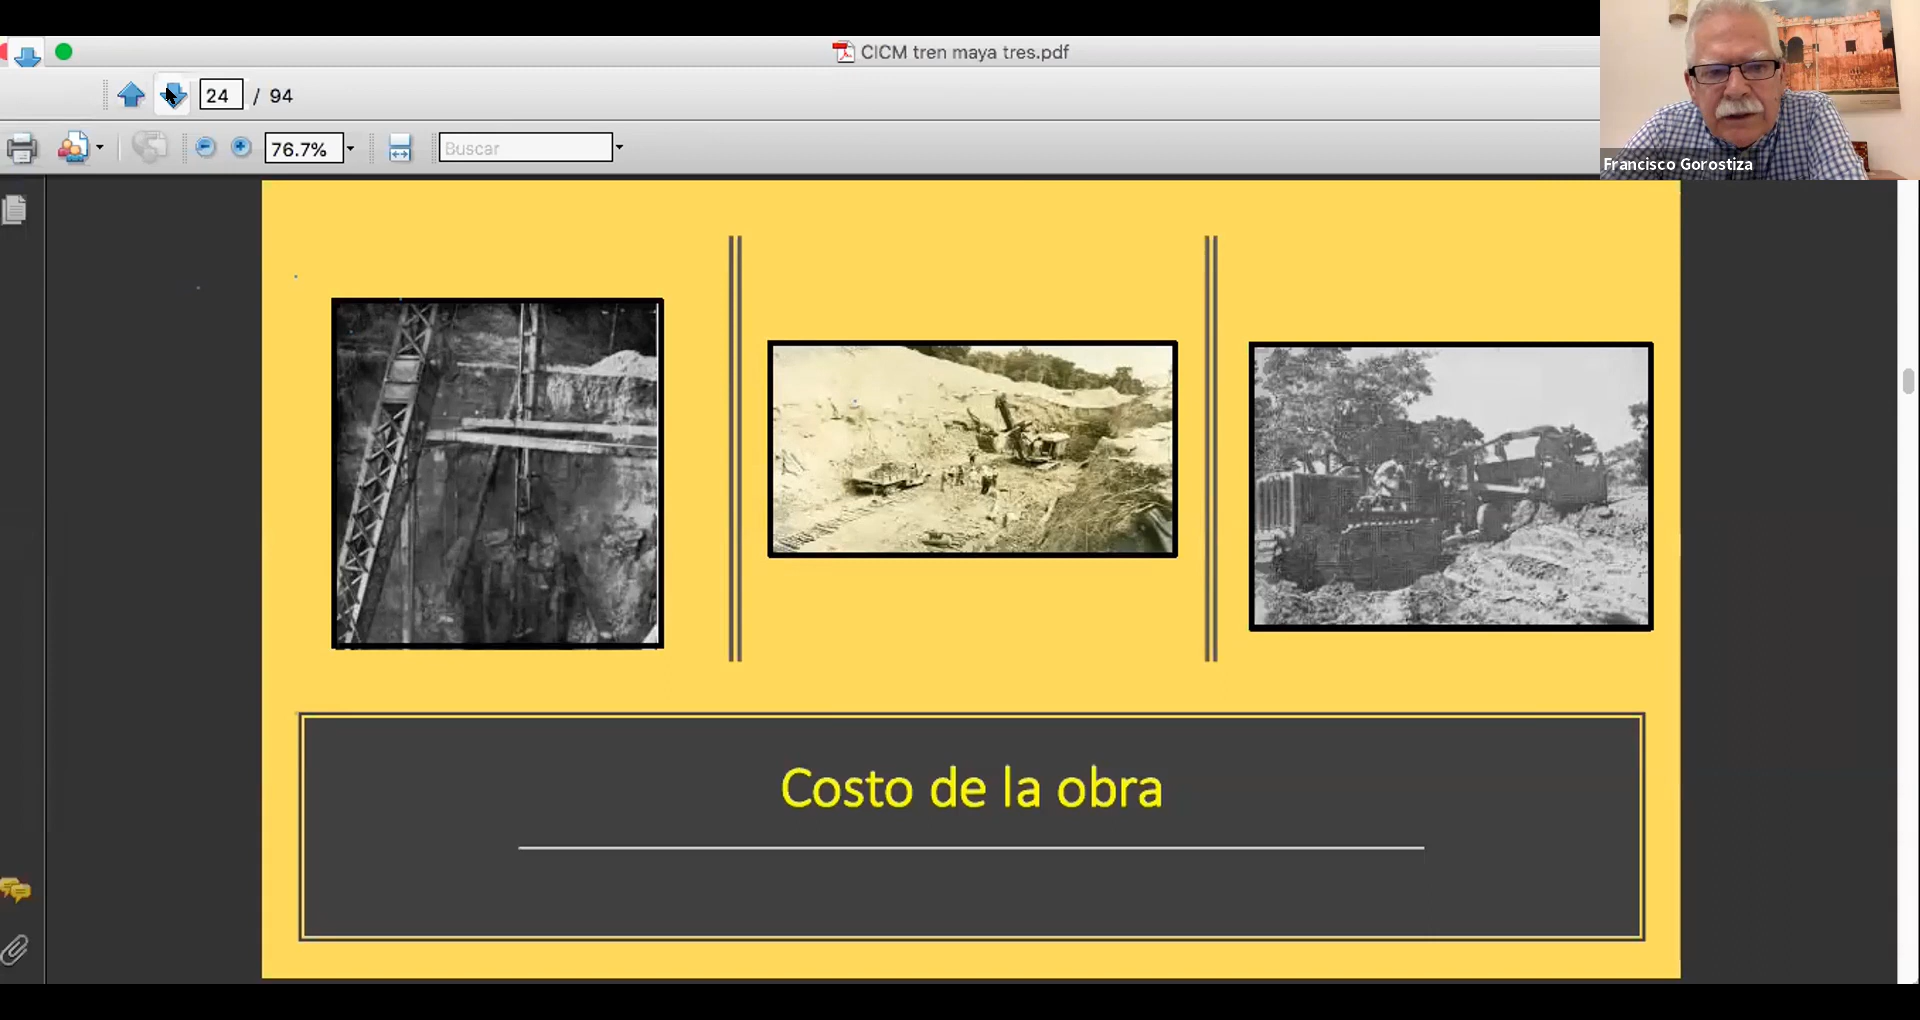 CICM tren maya tres.pdf
24 / 94
76.7%
Buscar
Francisco Gorostiza
Costo de la obra